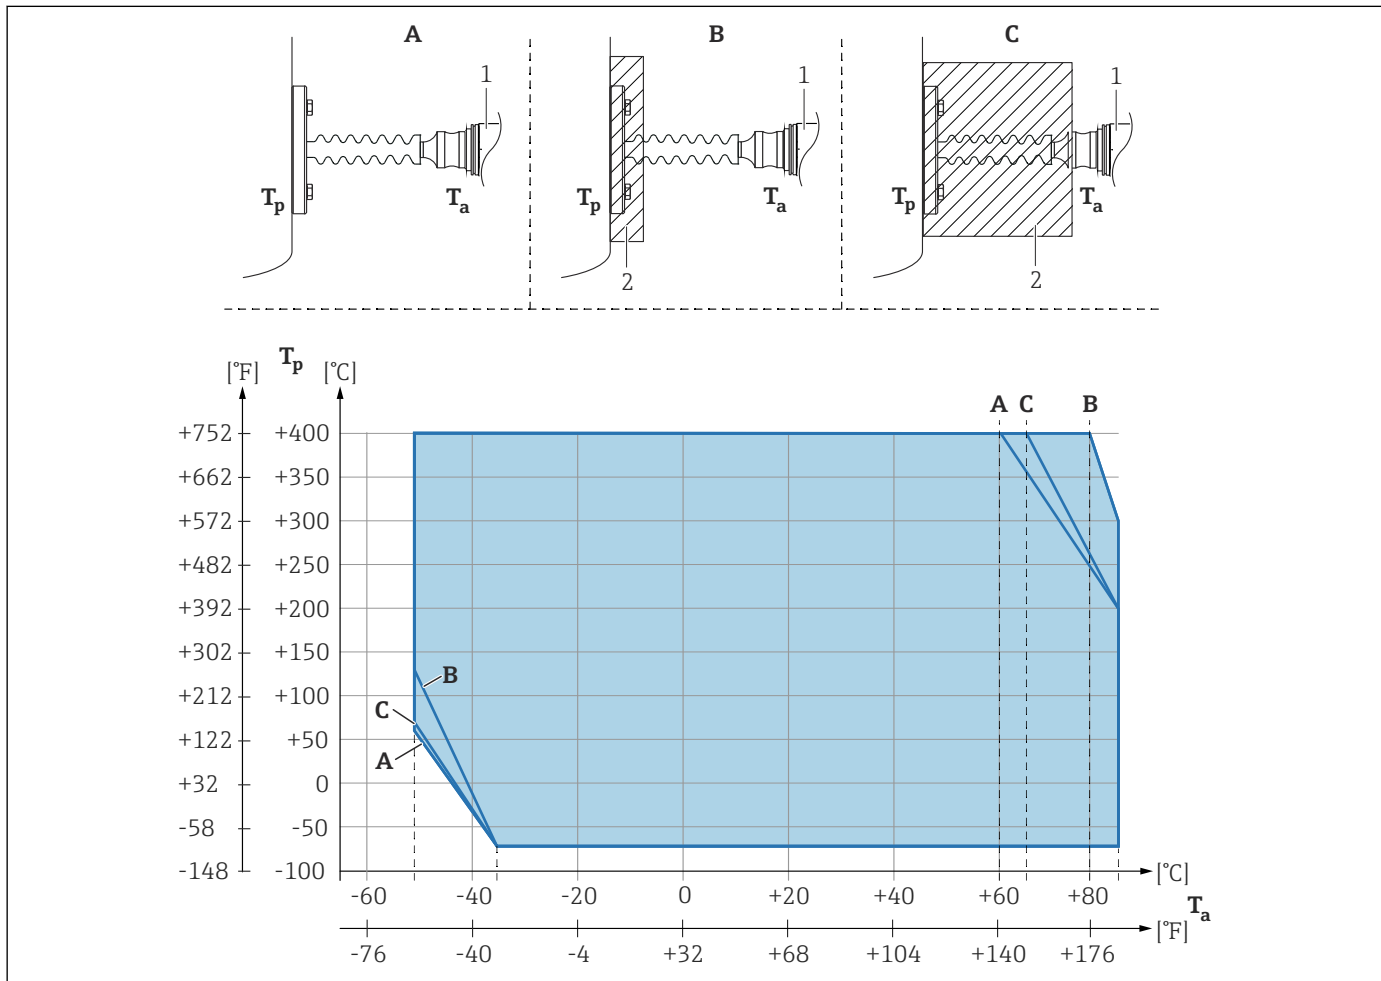 A B C
1 1 1
Tp Ta Tp Ta Tp Ta
2 2
Tp
[°F] [°C]
A C B
+752 +400
+662 +350
+572 +300
+482 +250
+392 +200
+302 +150
B
+212 +100
C
+122 +50
A
+32 0
-58 -50
-148 -100
[°C]
-60 -40 -20 0 +20 +40 +60 +80
Ta
[°F]
-76 -40 -4 +32 +68 +104 +140 +176